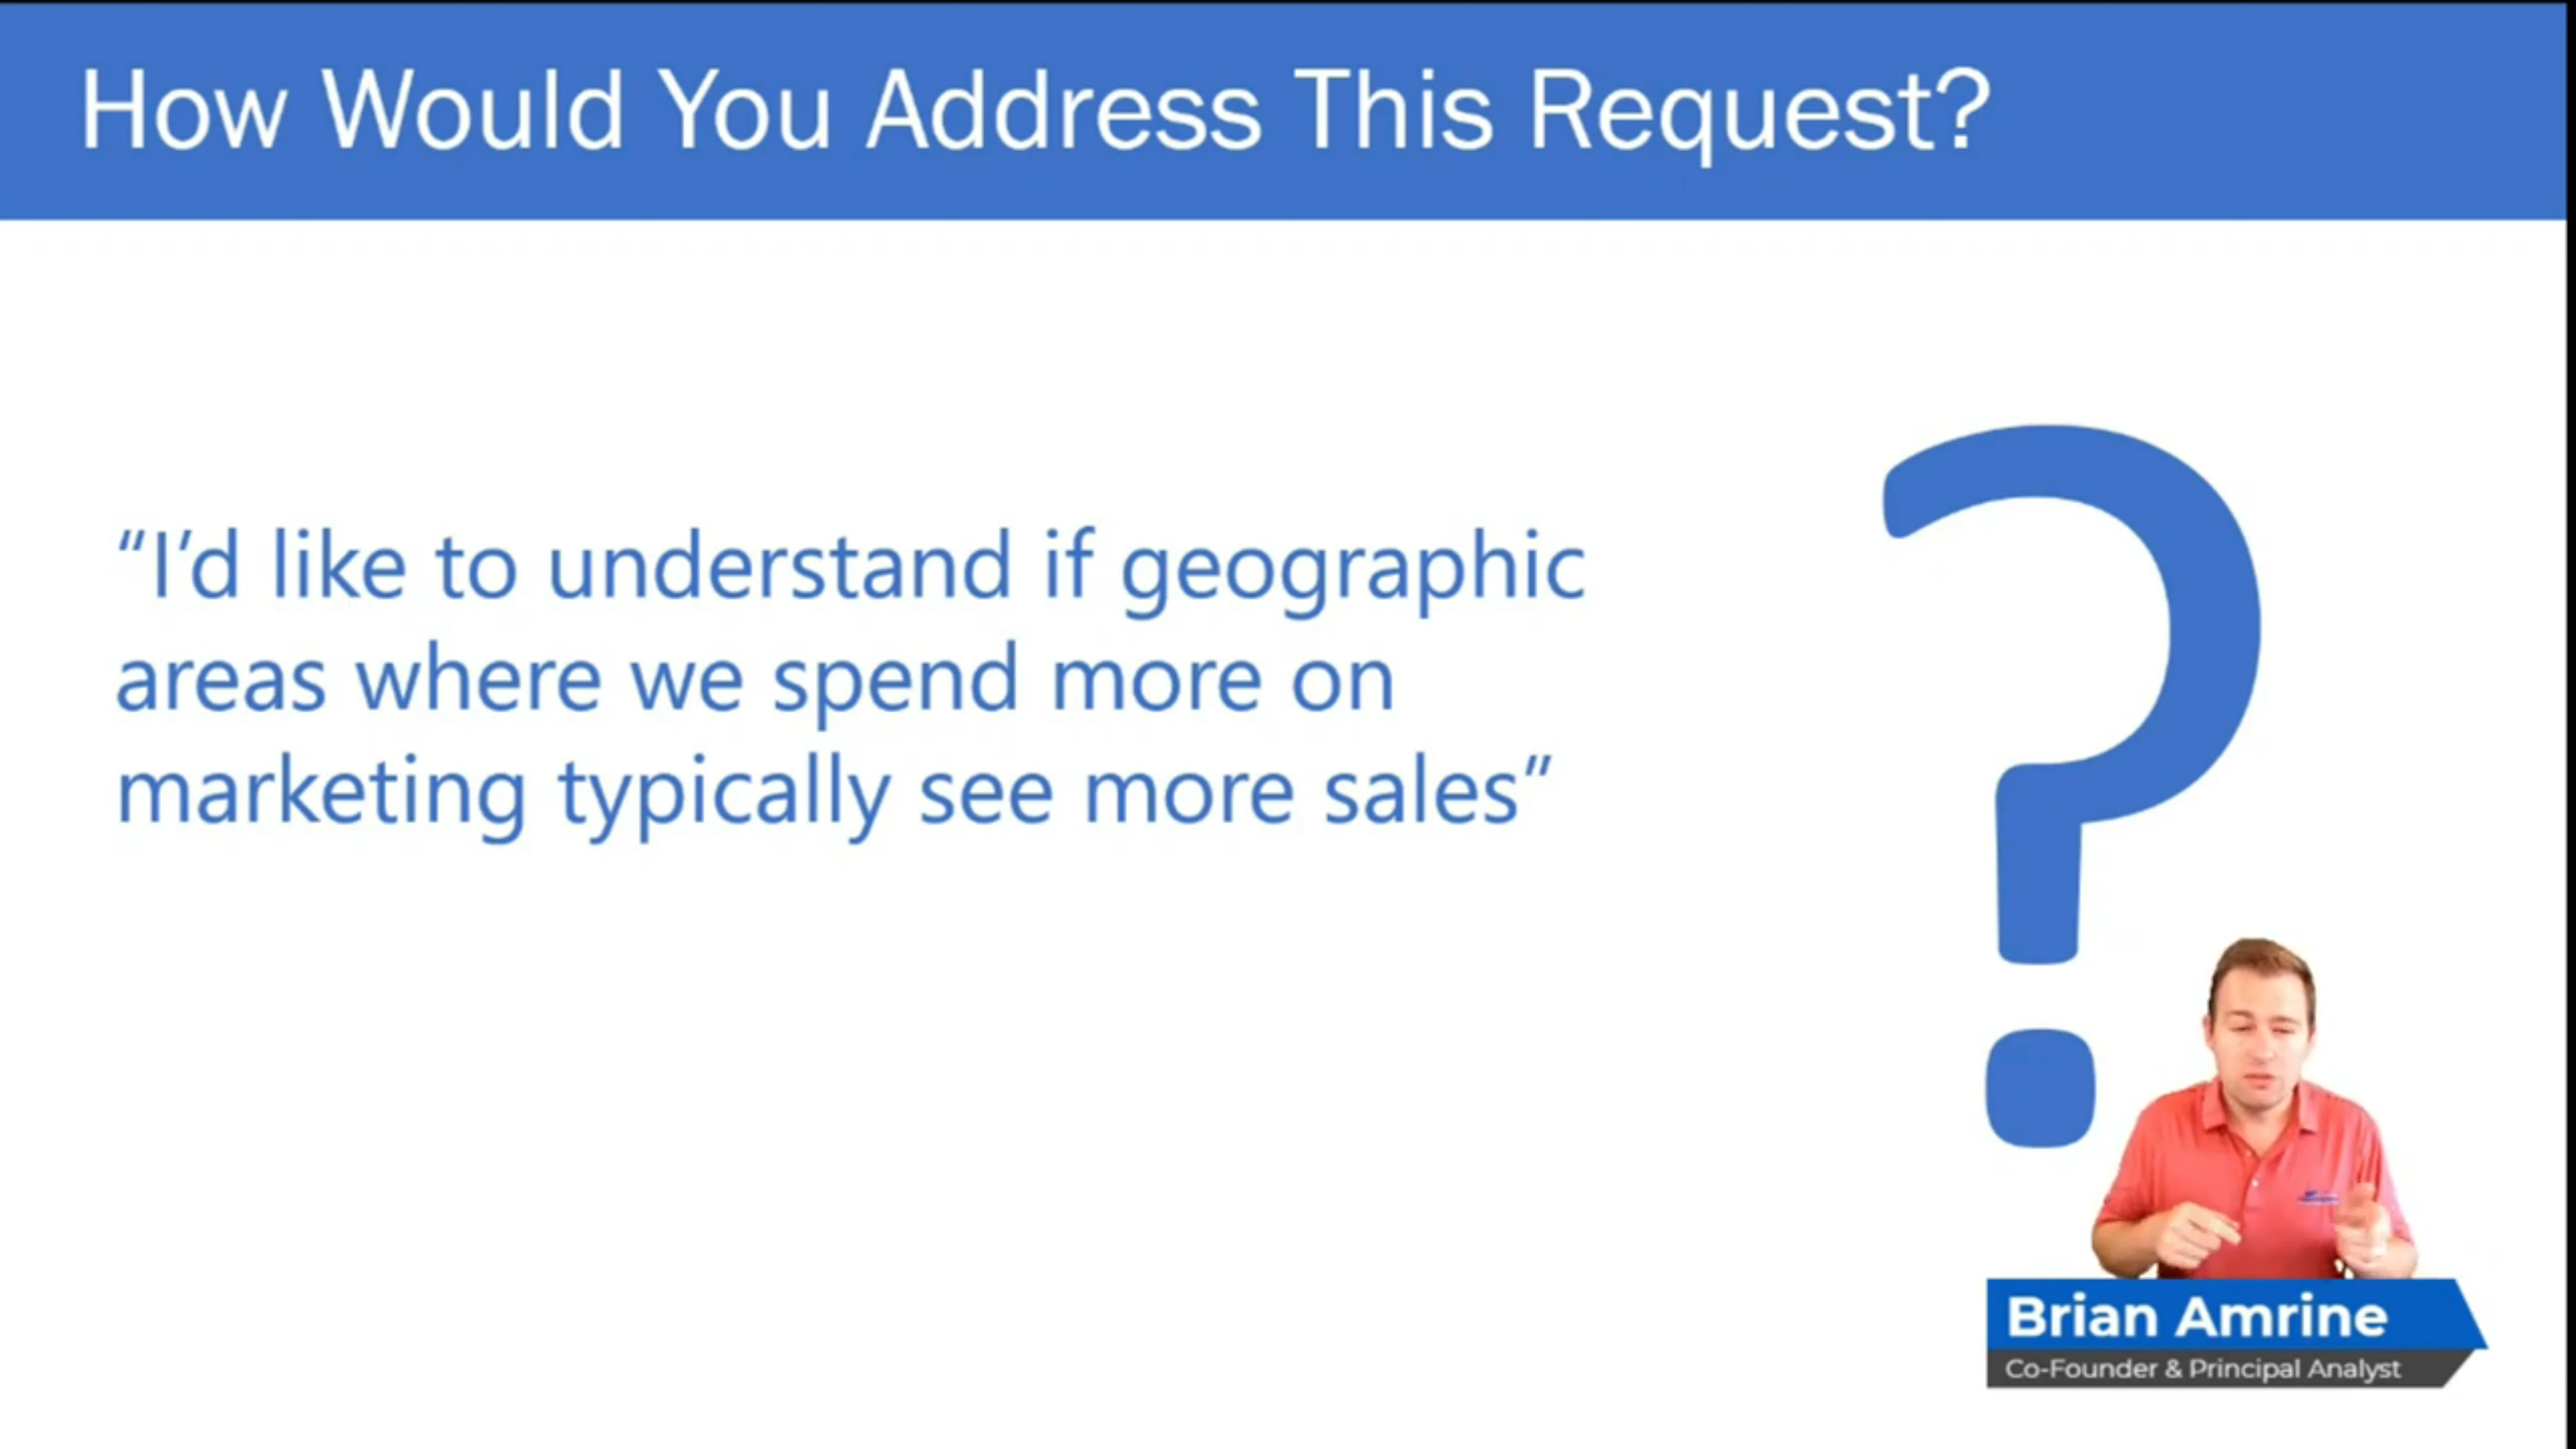 How Would You Address This Request?
“I’d like to understand if geographic
areas where we spend more on
marketing typically see more sales”
?
Brian Amrine
Co-Founder & Principal Analyst